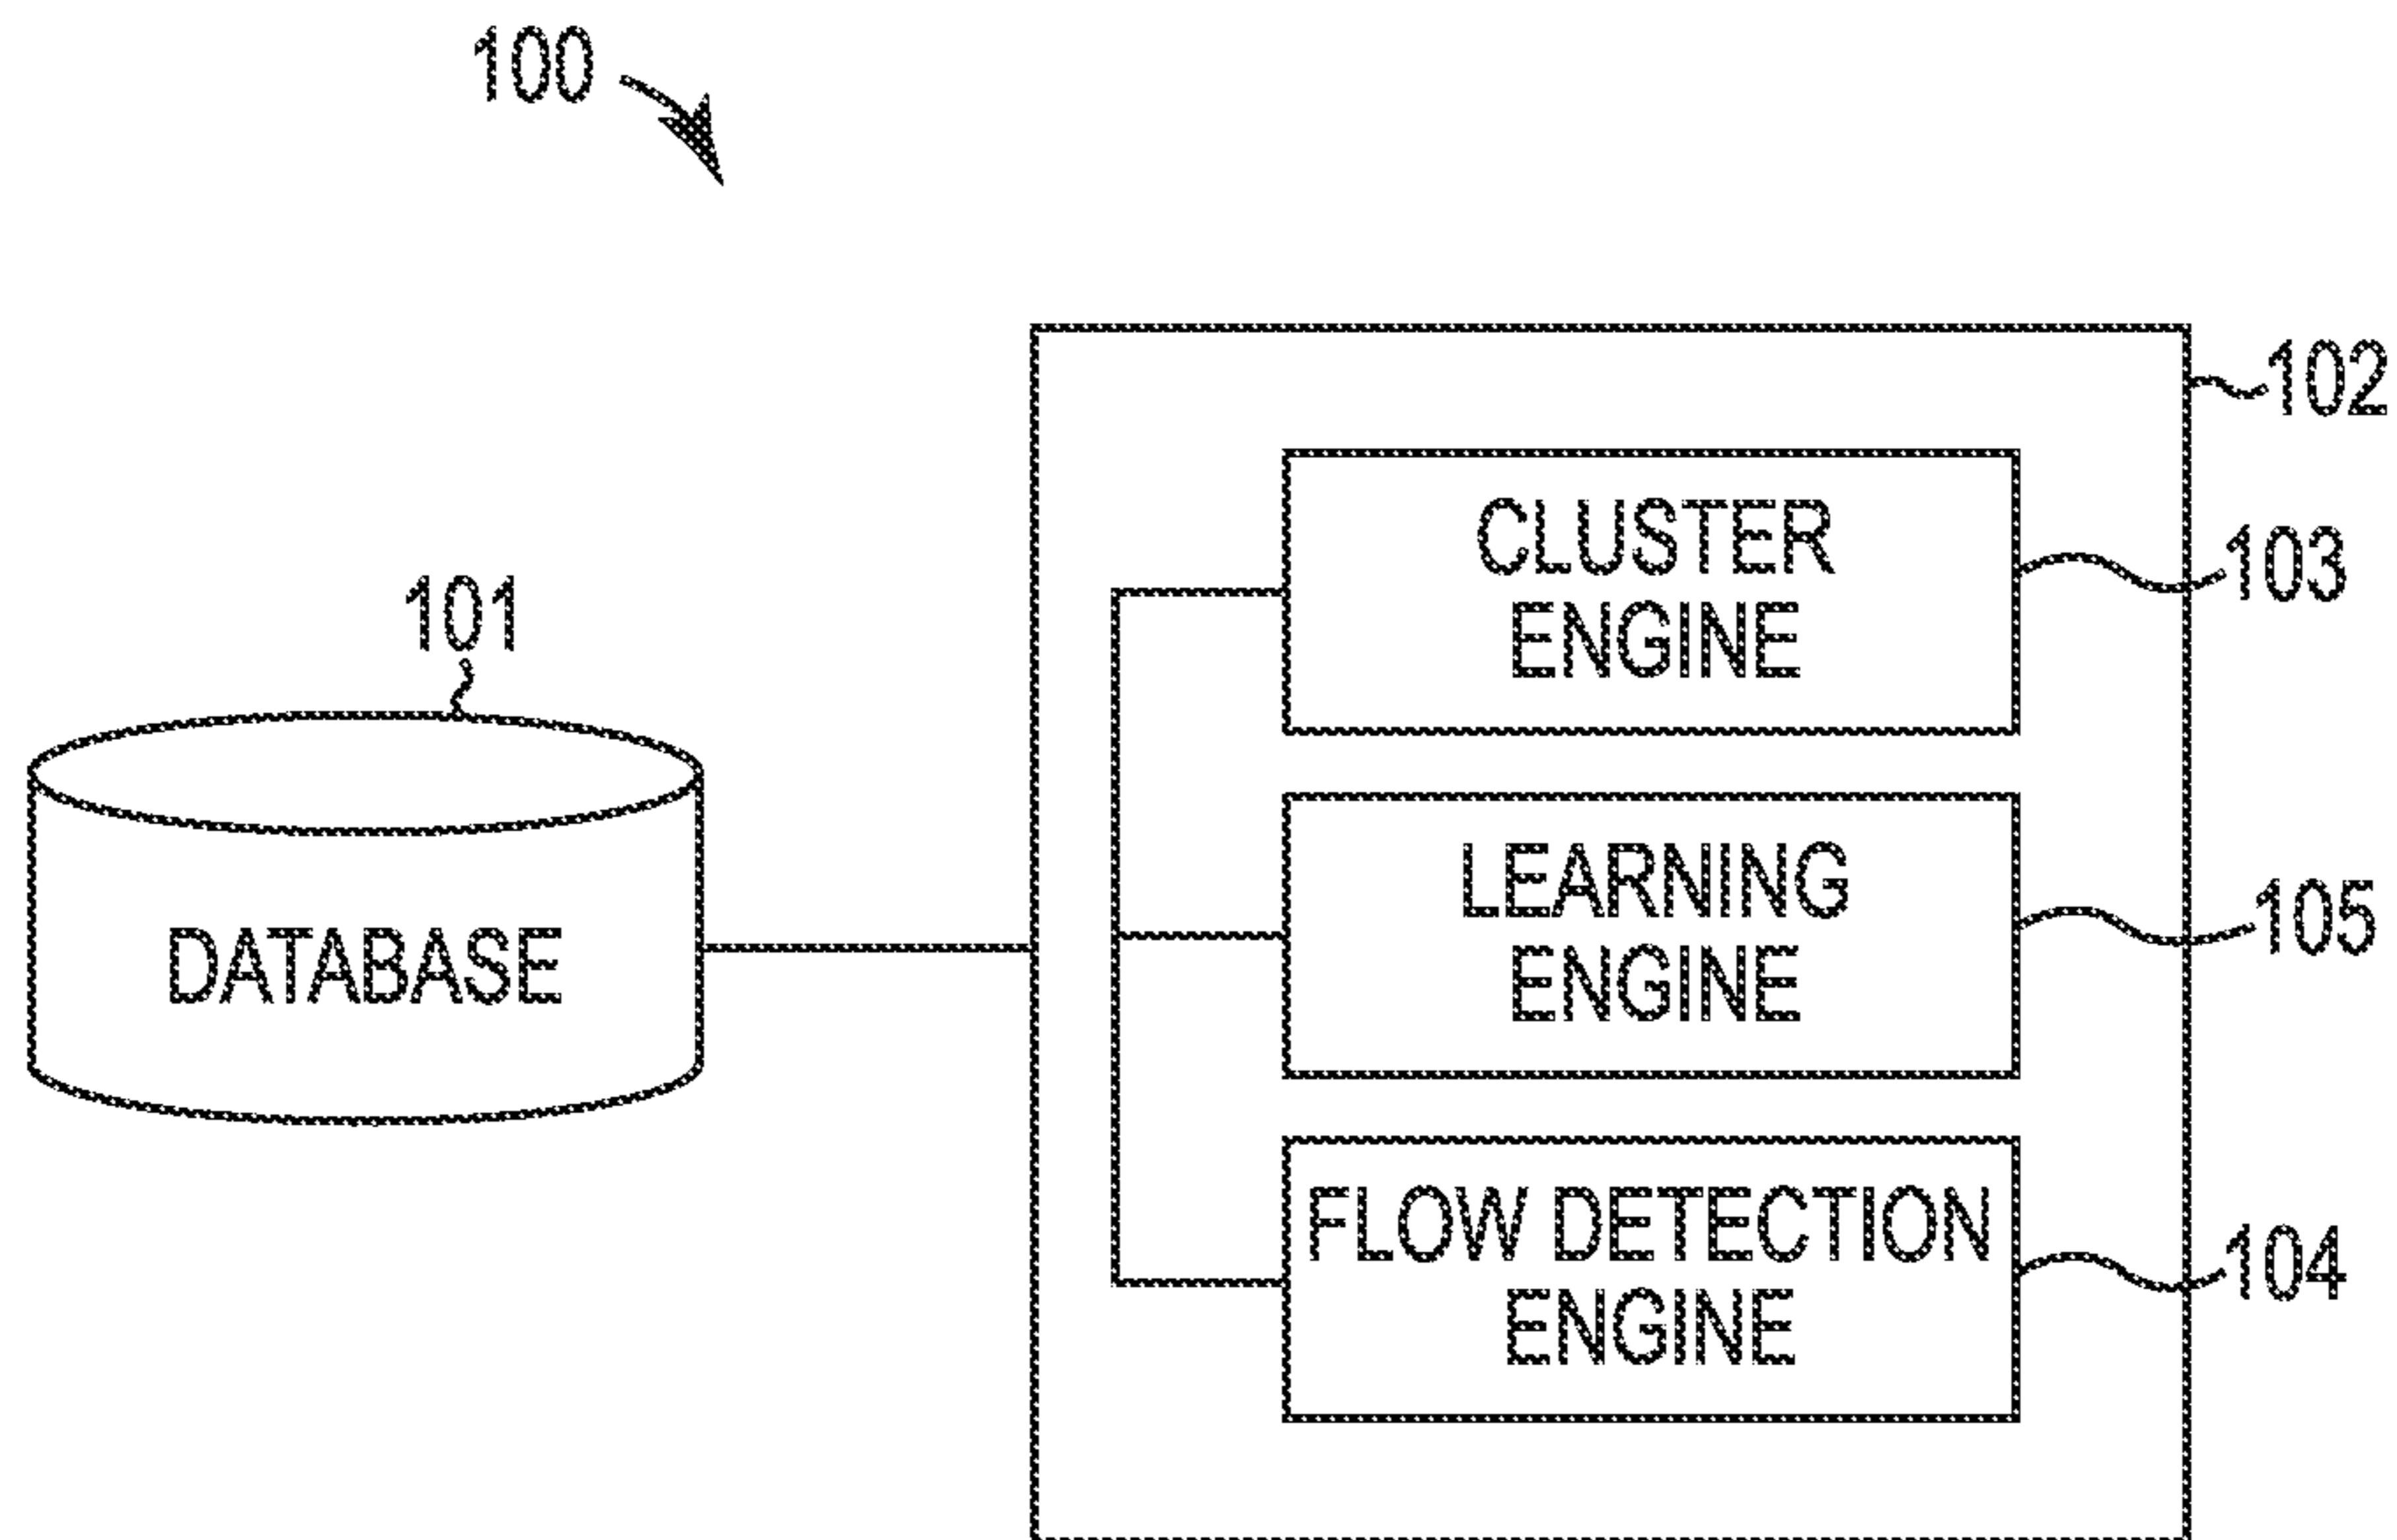 100
102
CLUSTER
ENGINE
103
101
DATABASE
LEARNING
ENGINE
105
FLOW DETECTION
ENGINE
104